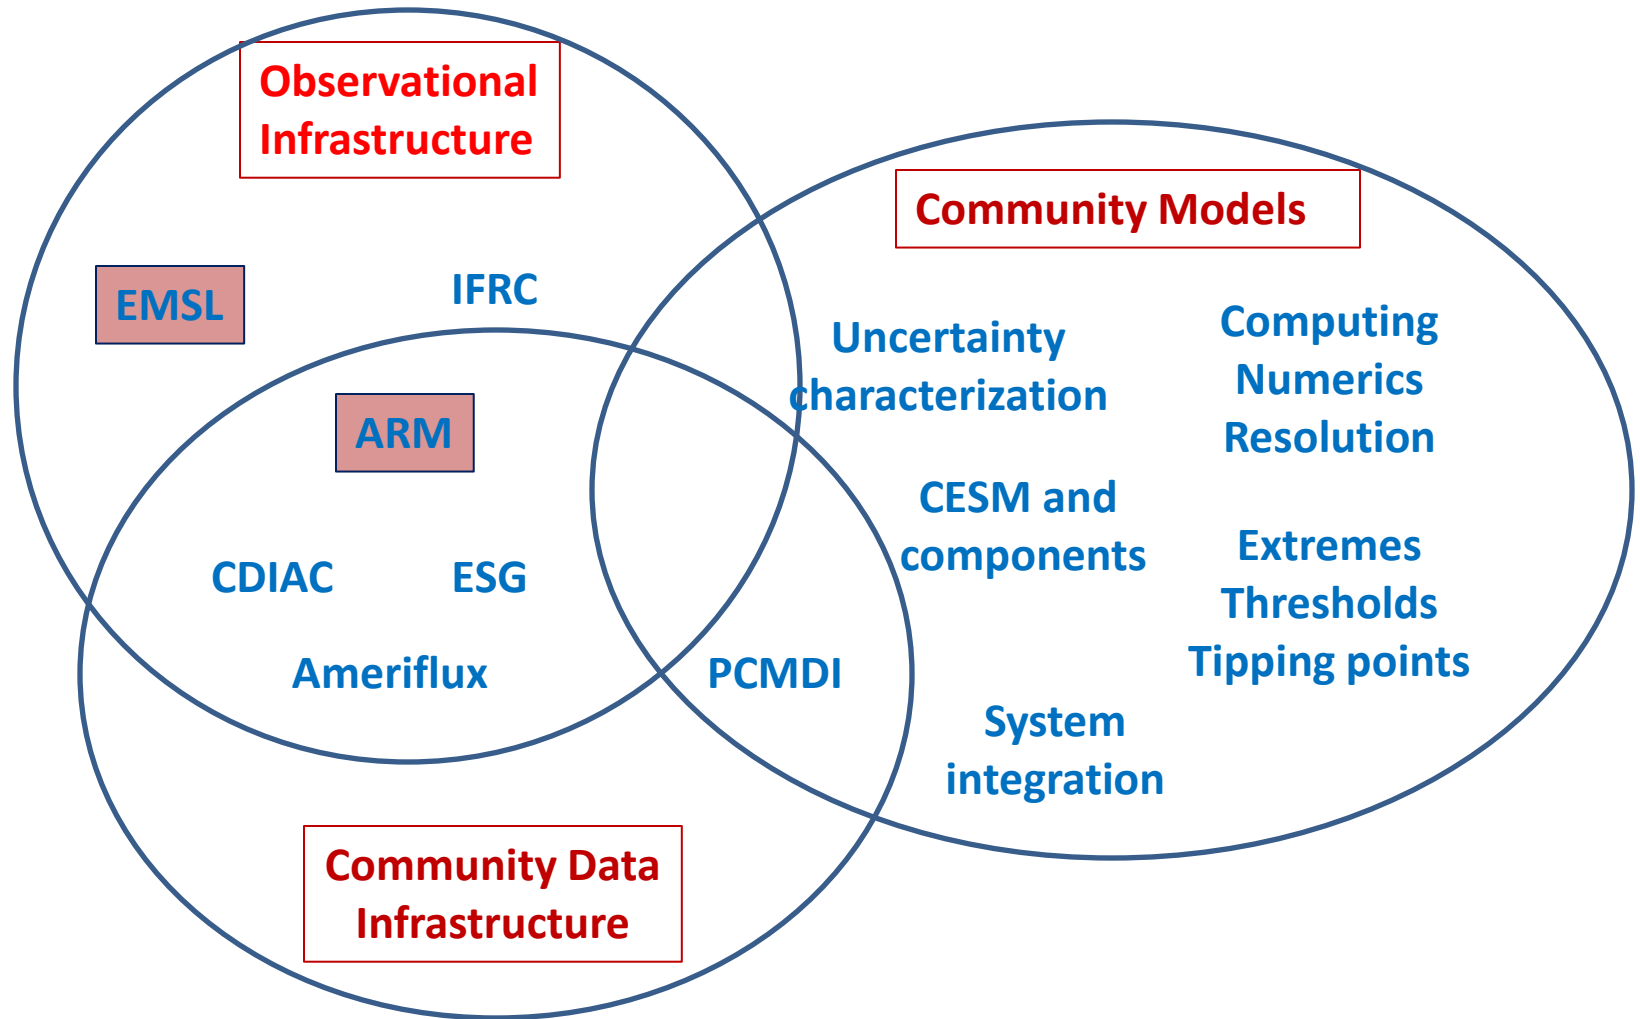 Observational
Infrastructure
Community Models
EMSL
IFRC
Uncertainty
characterization
Computing
Numerics
Resolution
ARM
CESM and
components
Extremes
Thresholds
Tipping points
CDIAC
ESG
Ameriflux
PCMDI
System
integration
Community Data
Infrastructure